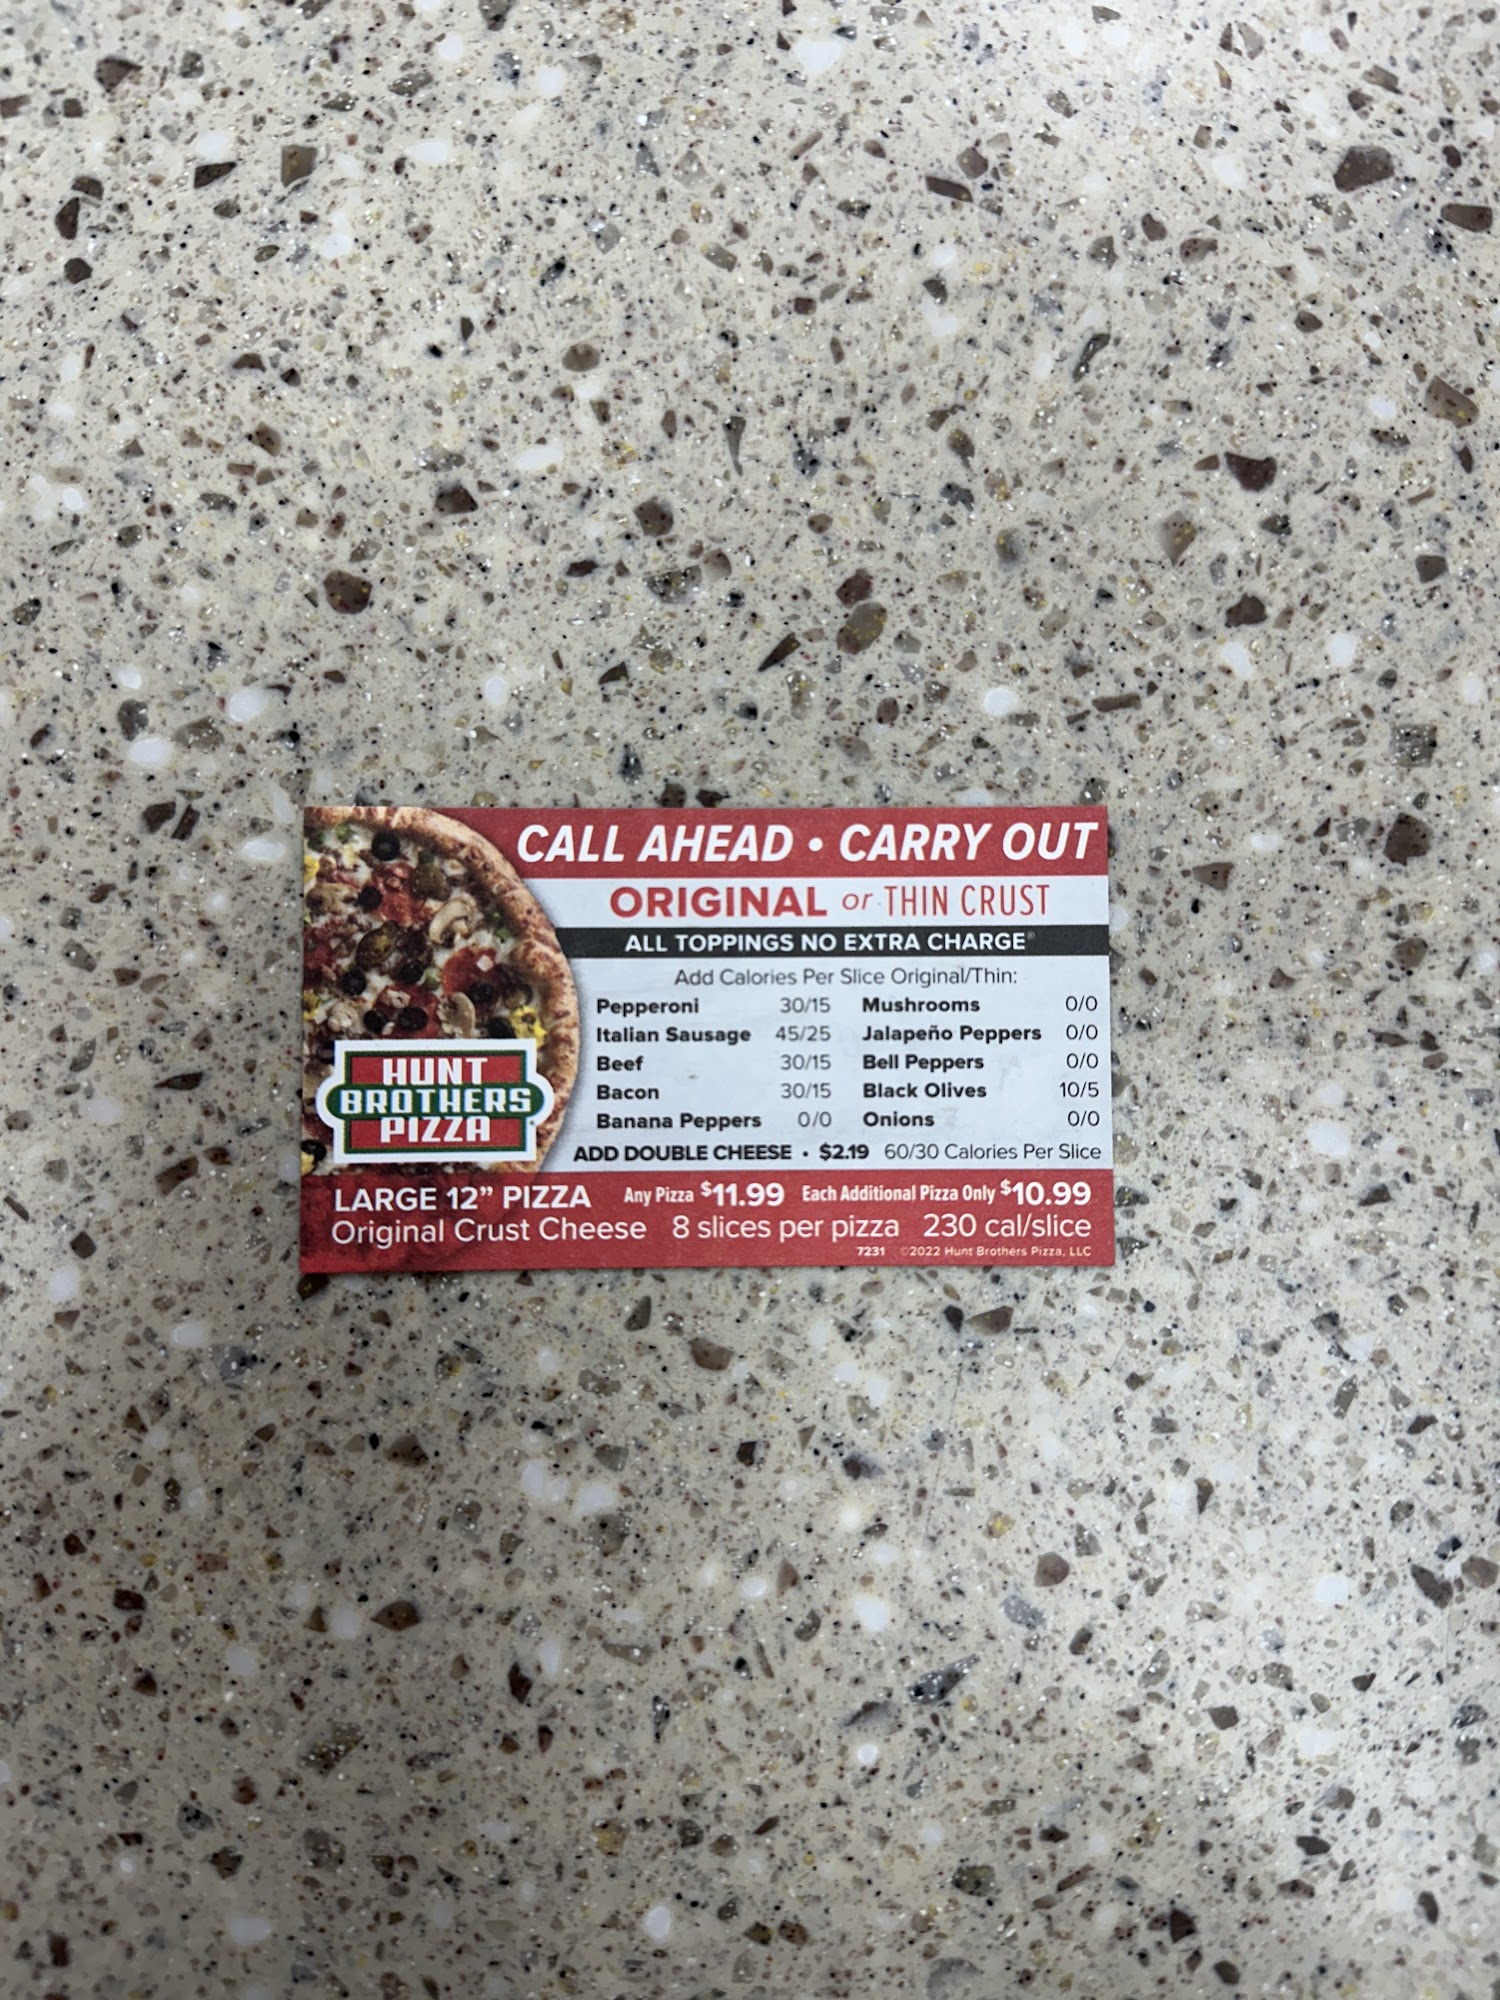 CALL AHEAD • CARRY OUT
ORIGINAL or THIN CRUST
ALL TOPPINGS NO EXTRA CHARGE®
Add Calories Per Slice Original/Thin:
Pepperoni 30/15 Mushrooms 0/0
Italian Sausage 45/25 Jalapeño Peppers 0/0
Beef 30/15 Bell Peppers 0/0
Bacon 30/15 Black Olives 10/5
Banana Peppers 0/0 Onions 0/0
ADD DOUBLE CHEESE • $2.19 60/30 Calories Per Slice
HUNT
BROTHERS
PIZZA
LARGE 12” PIZZA Any Pizza $11.99 Each Additional Pizza Only $10.99
Original Crust Cheese 8 slices per pizza 230 cal/slice
7231 ©2022 Hunt Brothers Pizza, LLC